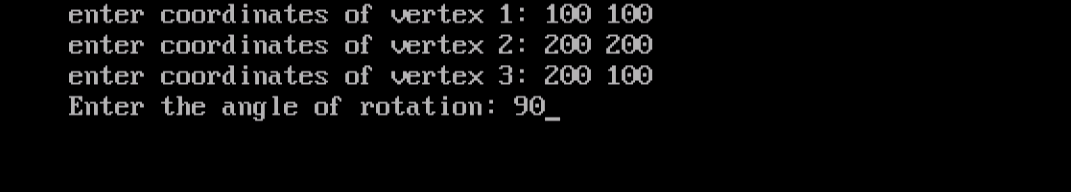 enter coordinates of vertex 1: 100 100
enter coordinates of vertex 2: 200 200
enter coordinates of vertex 3: 200 100
Enter the angle of rotation: 90_